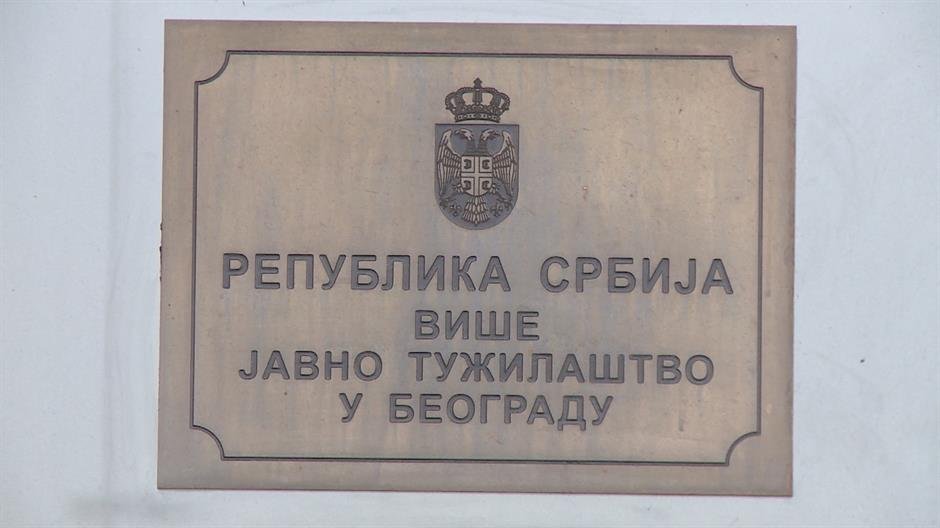 РЕПУБЛИКА СРБИЈА
ВИШЕ
ЈАВНО ТУЖИЛАШТВО
У БЕОГРАДУ